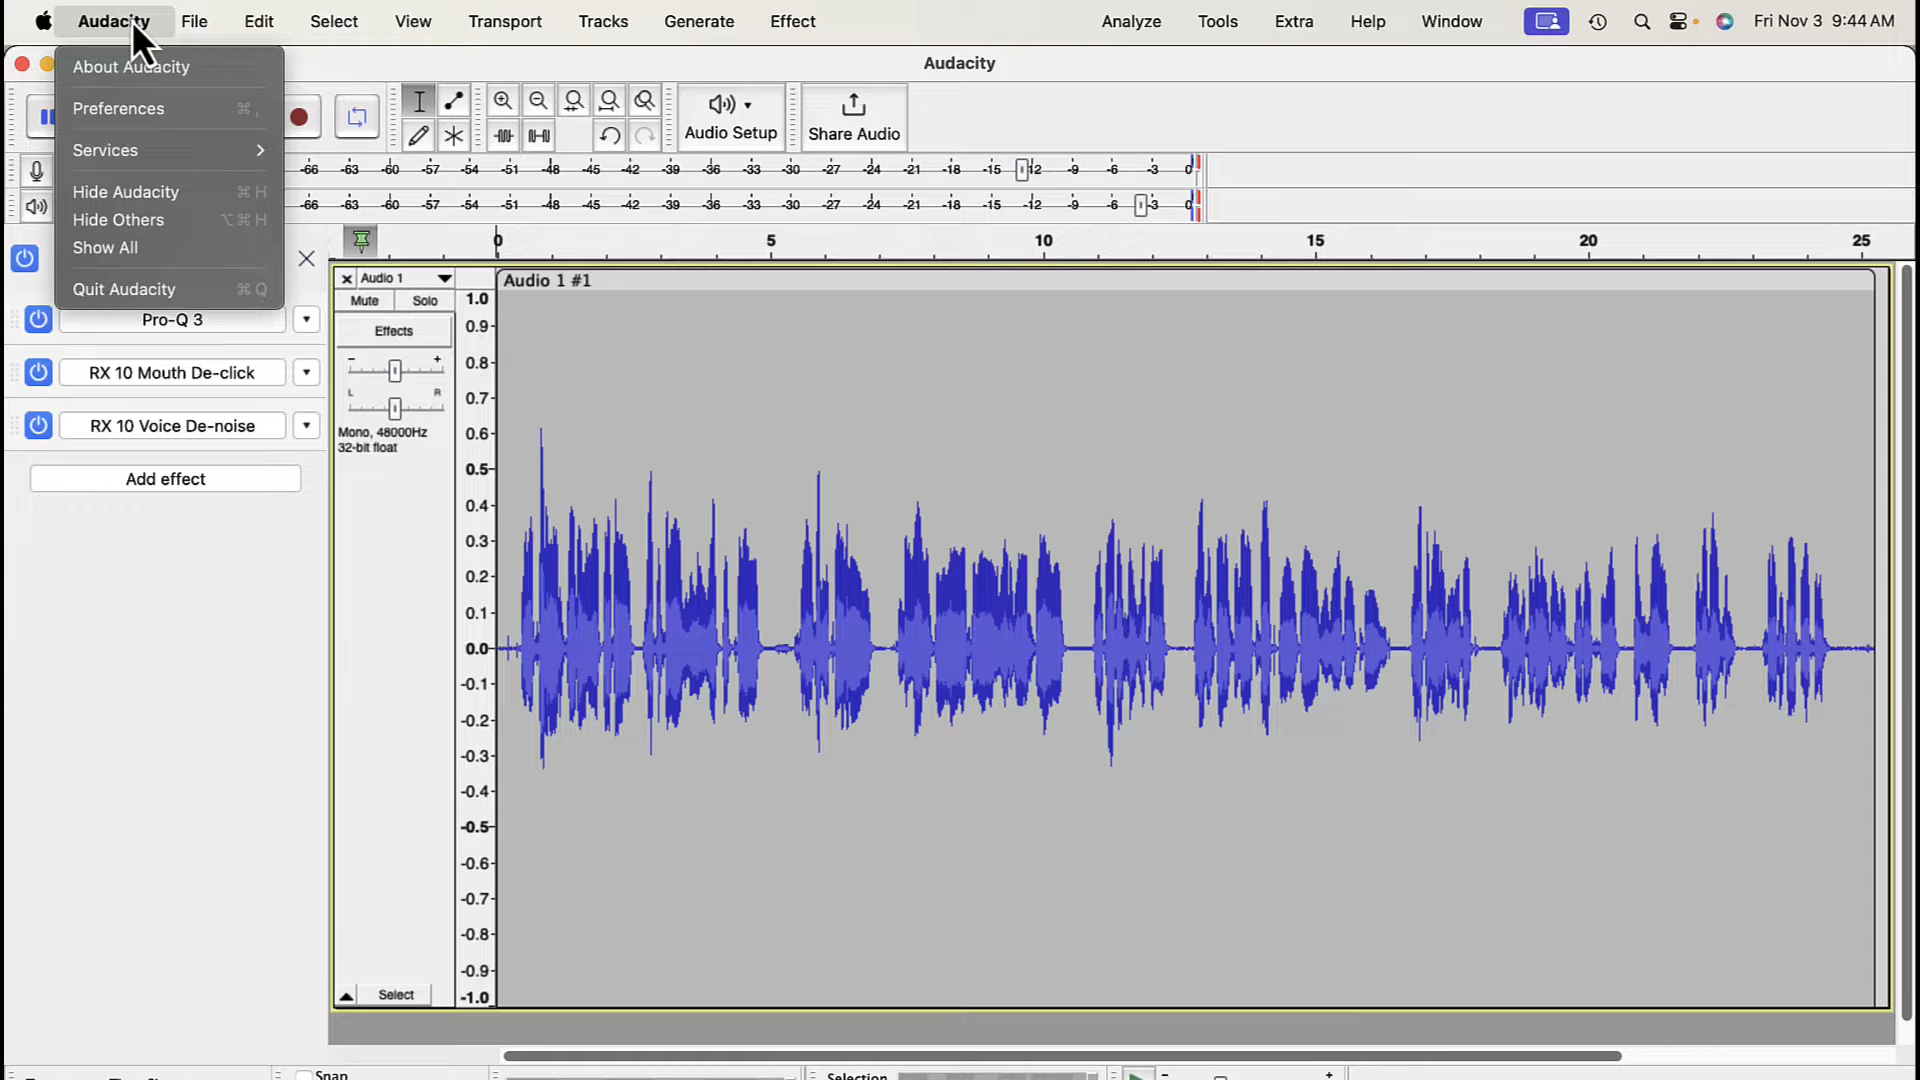 Audacity File Edit Select View Transport Tracks Generate Effect Analyze Tools Extra Help Window Fri Nov 3 9:44 AM
Audacity
About Audacity
Preferences ⌘ ,
Services
Hide Audacity ⌘ H
Hide Others ⌥⌘ H
Show All
Quit Audacity ⌘ Q
Audio Setup
Share Audio
-66 -63 -60 -57 -54 -51 -48 -45 -42 -39 -36 -33 -30 -27 -24 -21 -18 -15 -12 -9 -6 -3 0
-66 -63 -60 -57 -54 -51 -48 -45 -42 -39 -36 -33 -30 -27 -24 -21 -18 -15 -12 -9 -6 -3 0
0 5 10 15 20 25
Pro-Q 3
RX 10 Mouth De-click
RX 10 Voice De-noise
Add effect
Audio 1
Mute Solo
Effects
- +
L R
Mono, 48000Hz
32-bit float
Select
Audio 1 #1
1.0
0.9
0.8
0.7
0.6
0.5
0.4
0.3
0.2
0.1
0.0
-0.1
-0.2
-0.3
-0.4
-0.5
-0.6
-0.7
-0.8
-0.9
-1.0
Snap
Selection
- +